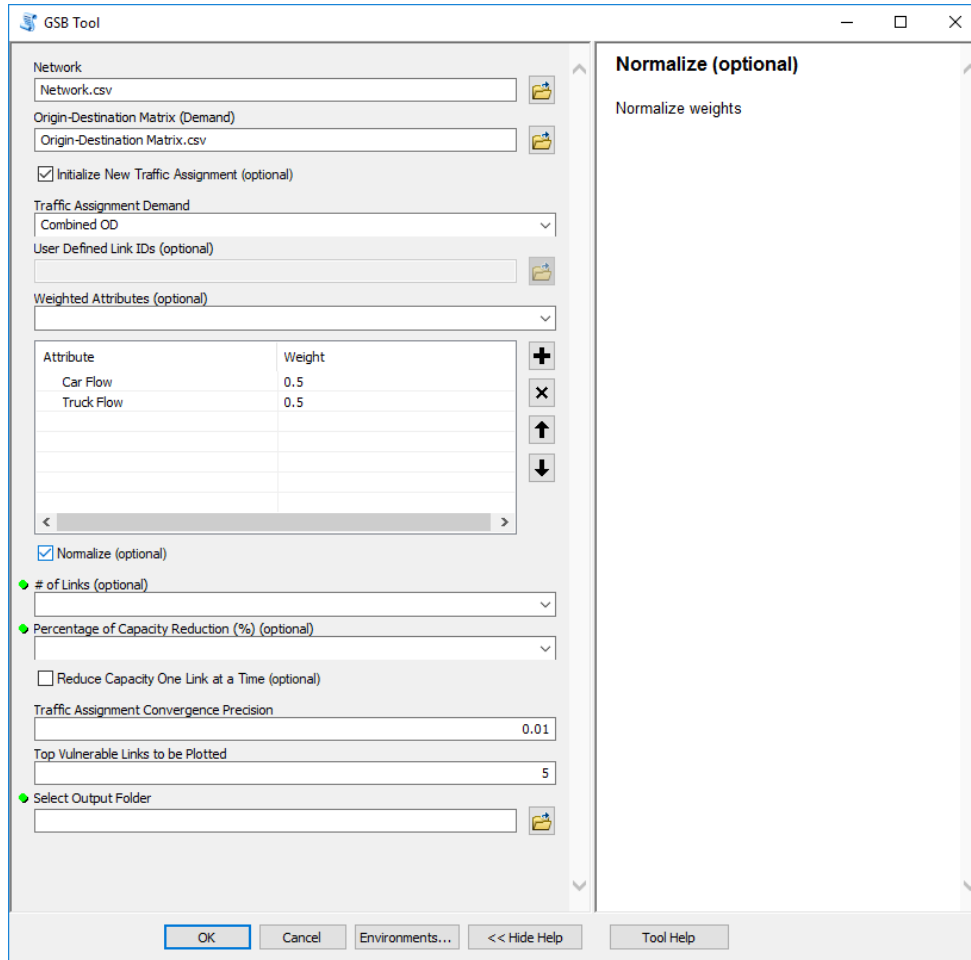 GSB Tool
Network
Network.csv
Origin-Destination Matrix (Demand)
Origin-Destination Matrix.csv
Initialize New Traffic Assignment (optional)
Traffic Assignment Demand
Combined OD
User Defined Link IDs (optional)
Weighted Attributes (optional)
Attribute Weight
Car Flow 0.5
Truck Flow 0.5
Normalize (optional)
# of Links (optional)
Percentage of Capacity Reduction (%) (optional)
Reduce Capacity One Link at a Time (optional)
Traffic Assignment Convergence Precision
0.01
Top Vulnerable Links to be Plotted
5
Select Output Folder
Normalize (optional)
Normalize weights
OK Cancel Environments... << Hide Help Tool Help